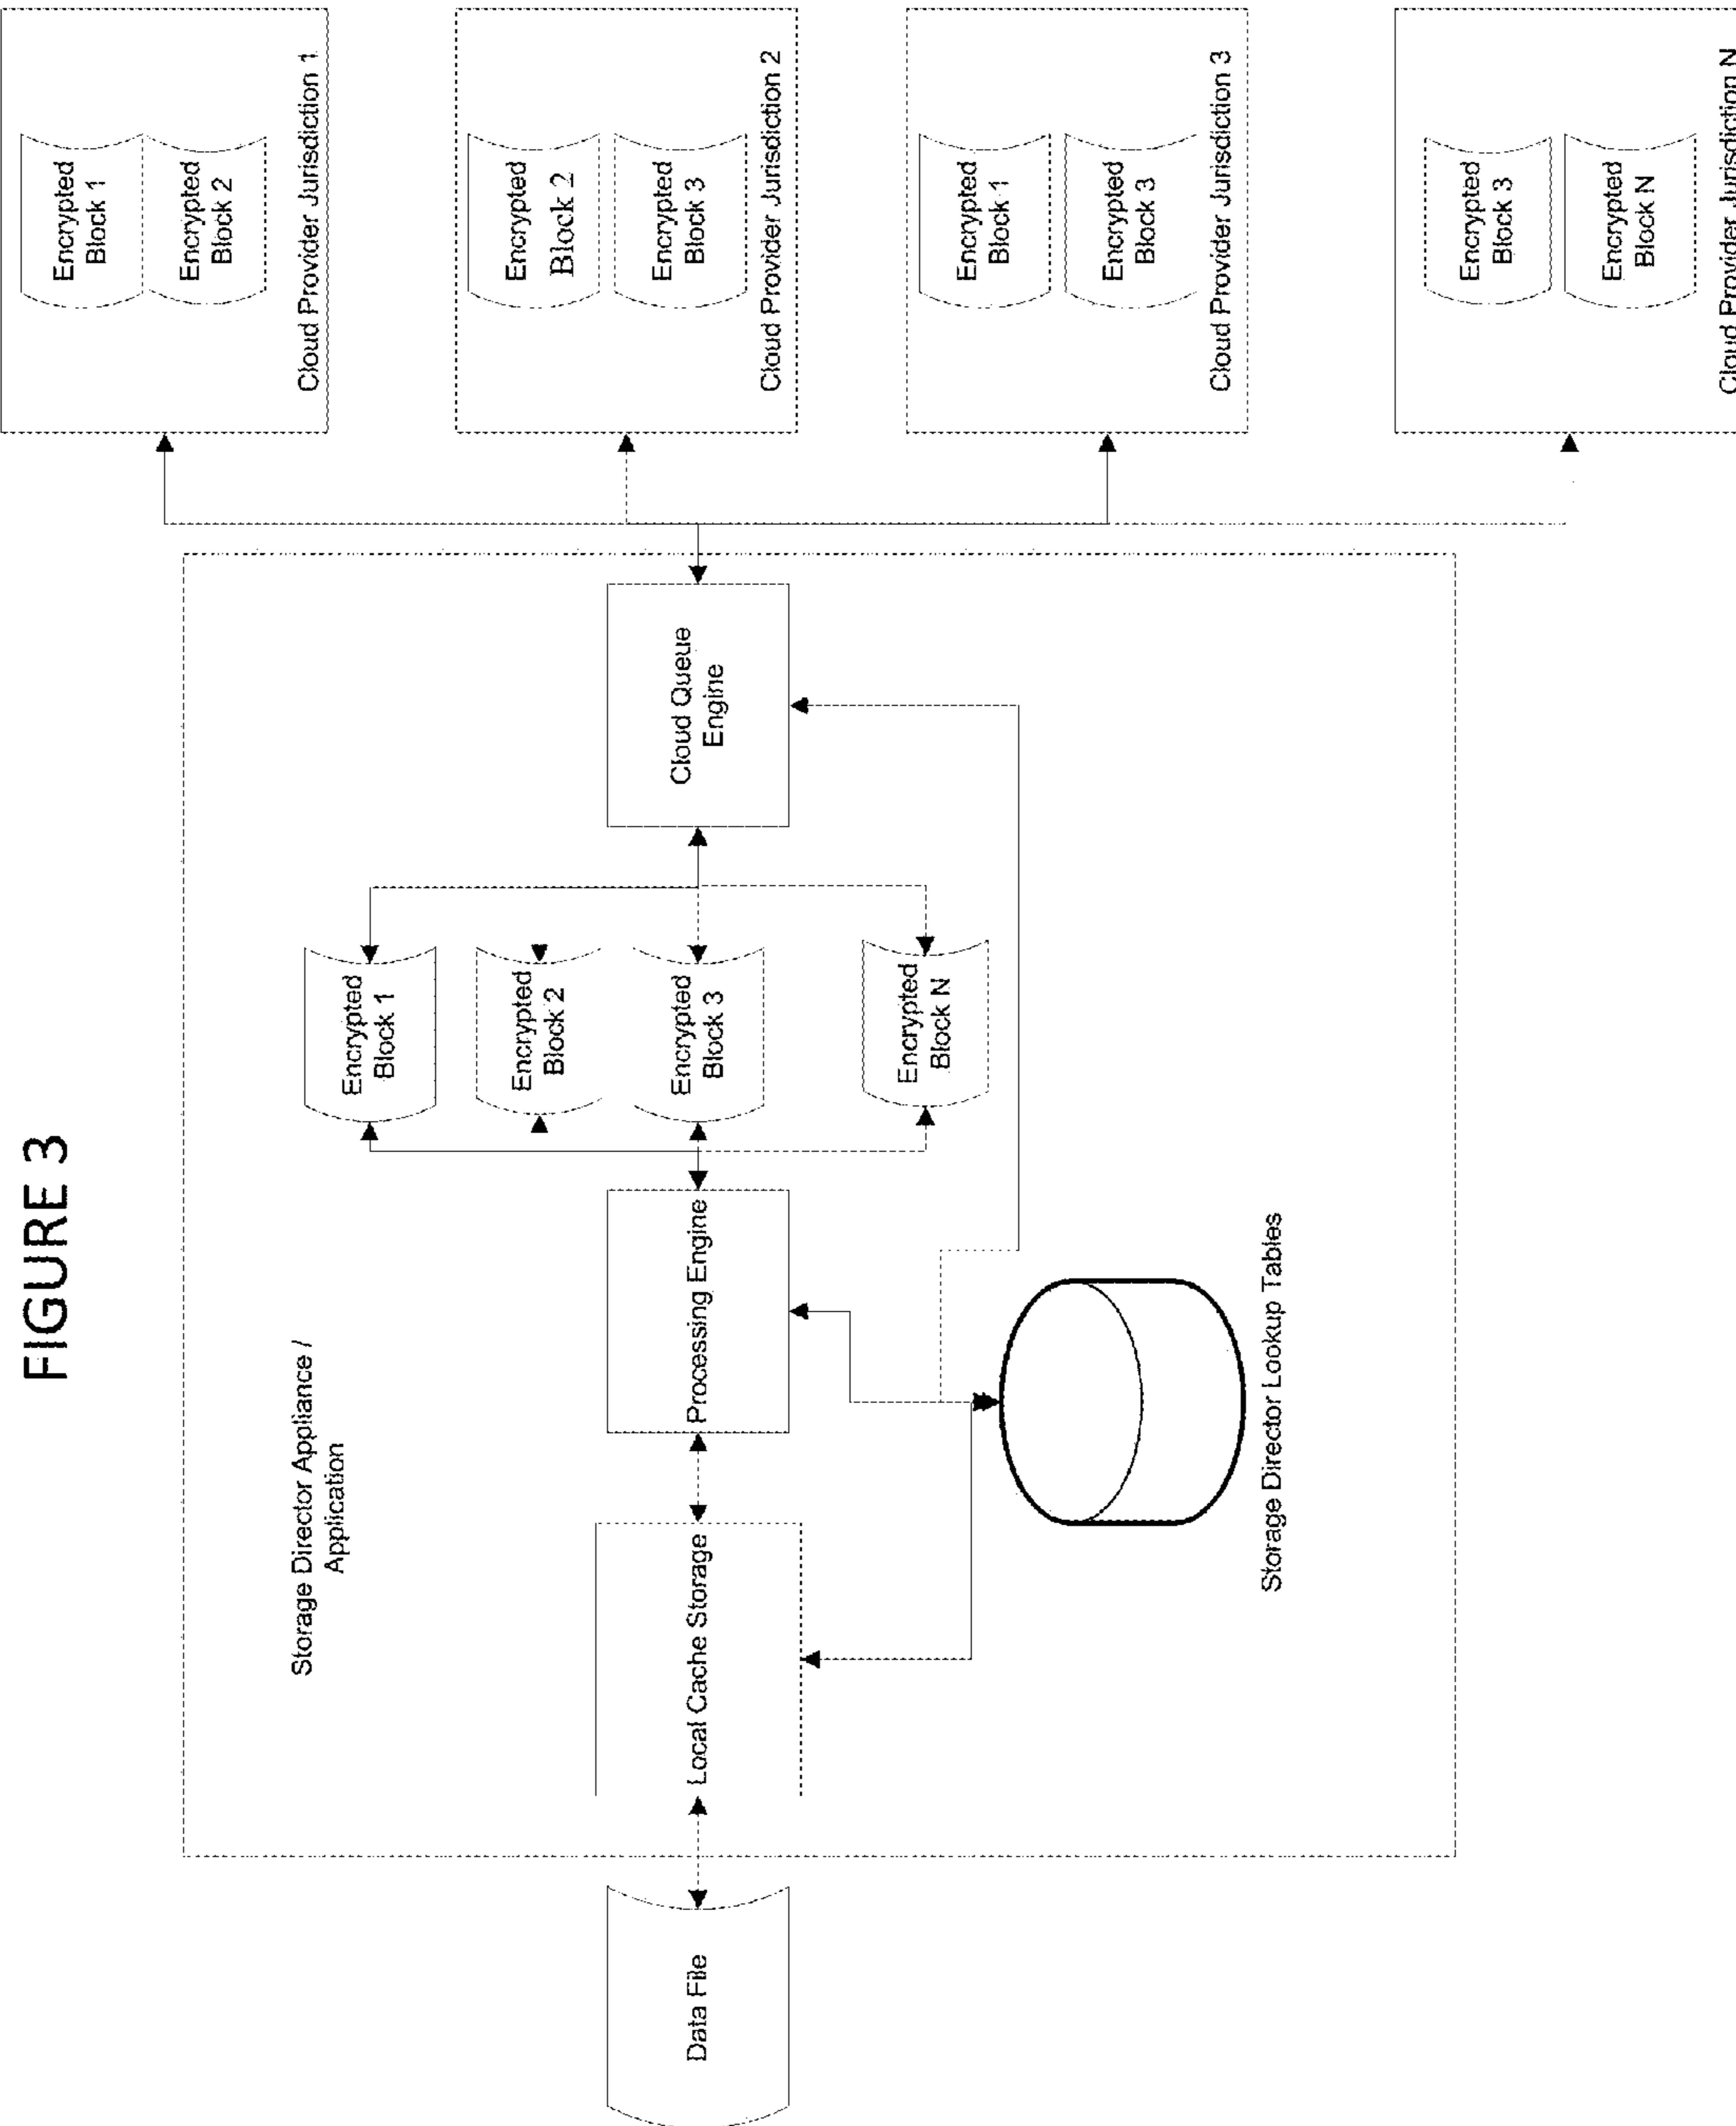 FIGURE 3
Storage Director Appliance /
Application
Data File
Local Cache Storage
Processing Engine
Encrypted
Block 1
Encrypted
Block 2
Encrypted
Block 3
Encrypted
Block N
Cloud Queue
Engine
Storage Director Lookup Tables
Encrypted
Block 1
Encrypted
Block 2
Cloud Provider Jurisdiction 1
Encrypted
Block 2
Encrypted
Block 3
Cloud Provider Jurisdiction 2
Encrypted
Block 1
Encrypted
Block 3
Cloud Provider Jurisdiction 3
Encrypted
Block 3
Encrypted
Block N
Cloud Provider Jurisdiction N